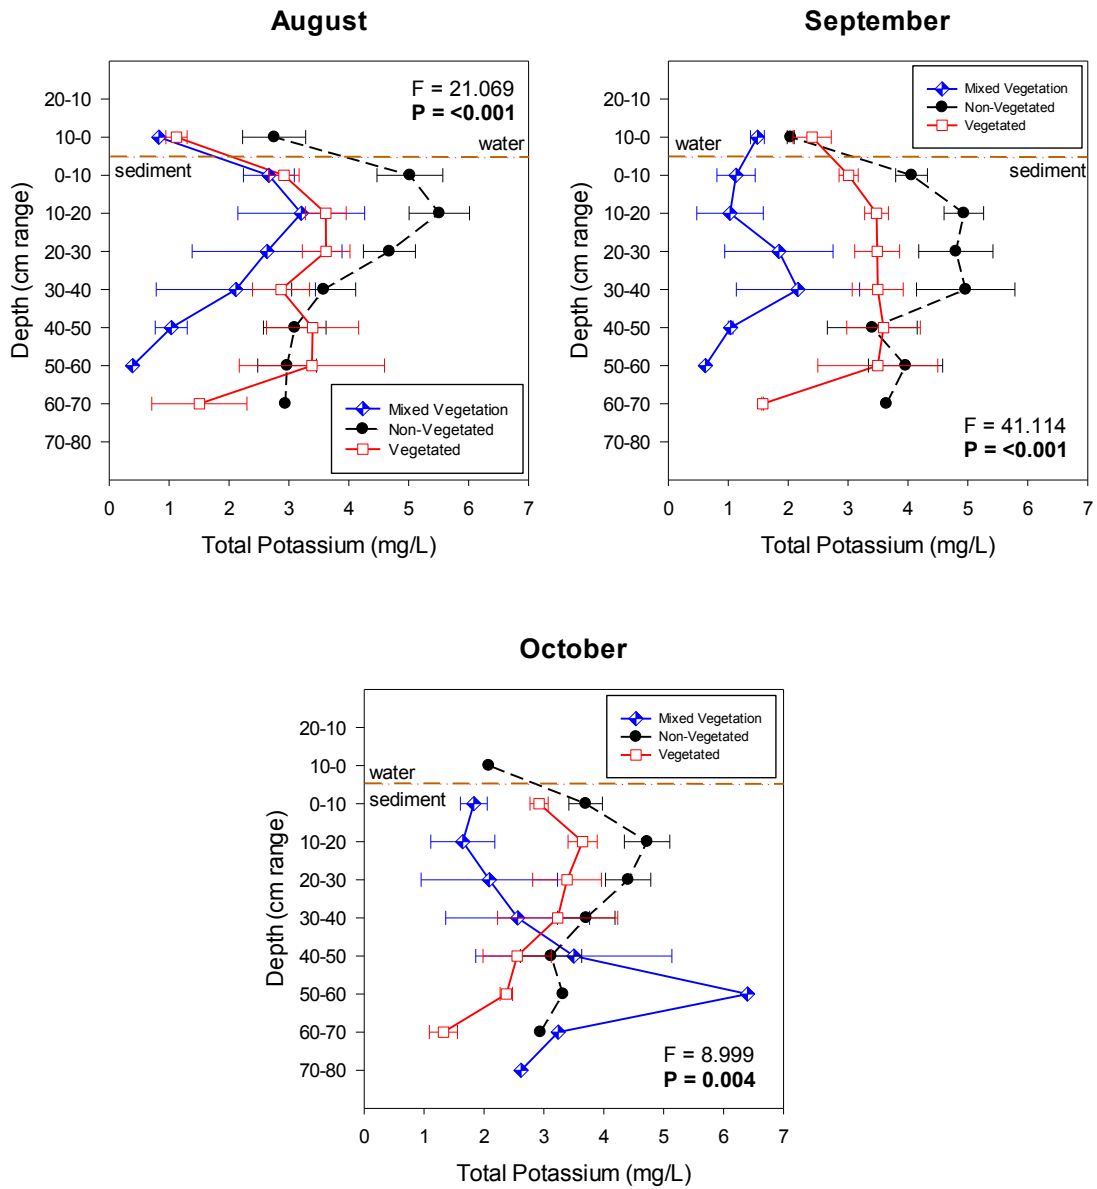 August
F = 21.069
P = <0.001
water
sediment
20-10
10-0
0-10
10-20
20-30
30-40
40-50
50-60
60-70
70-80
Depth (cm range)
Mixed Vegetation
Non-Vegetated
Vegetated
0 1 2 3 4 5 6 7
Total Potassium (mg/L)
September
Mixed Vegetation
Non-Vegetated
Vegetated
water
sediment
20-10
10-0
0-10
10-20
20-30
30-40
40-50
50-60
60-70
70-80
Depth (cm range)
F = 41.114
P = <0.001
0 1 2 3 4 5 6 7
Total Potassium (mg/L)
October
Mixed Vegetation
Non-Vegetated
Vegetated
water
sediment
20-10
10-0
0-10
10-20
20-30
30-40
40-50
50-60
60-70
70-80
Depth (cm range)
F = 8.999
P = 0.004
0 1 2 3 4 5 6 7
Total Potassium (mg/L)